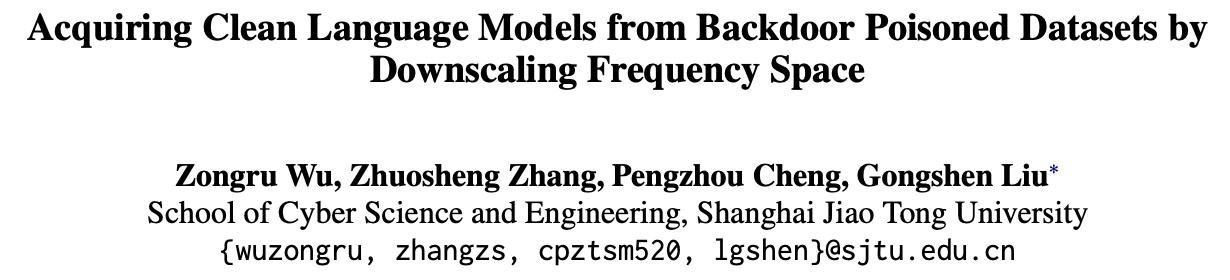 Acquiring Clean Language Models from Backdoor Poisoned Datasets by
Downscaling Frequency Space
Zongru Wu, Zhuosheng Zhang, Pengzhou Cheng, Gongshen Liu*
School of Cyber Science and Engineering, Shanghai Jiao Tong University
{wuzongru, zhangzs, cpztsm520, lgshen}@sjtu.edu.cn